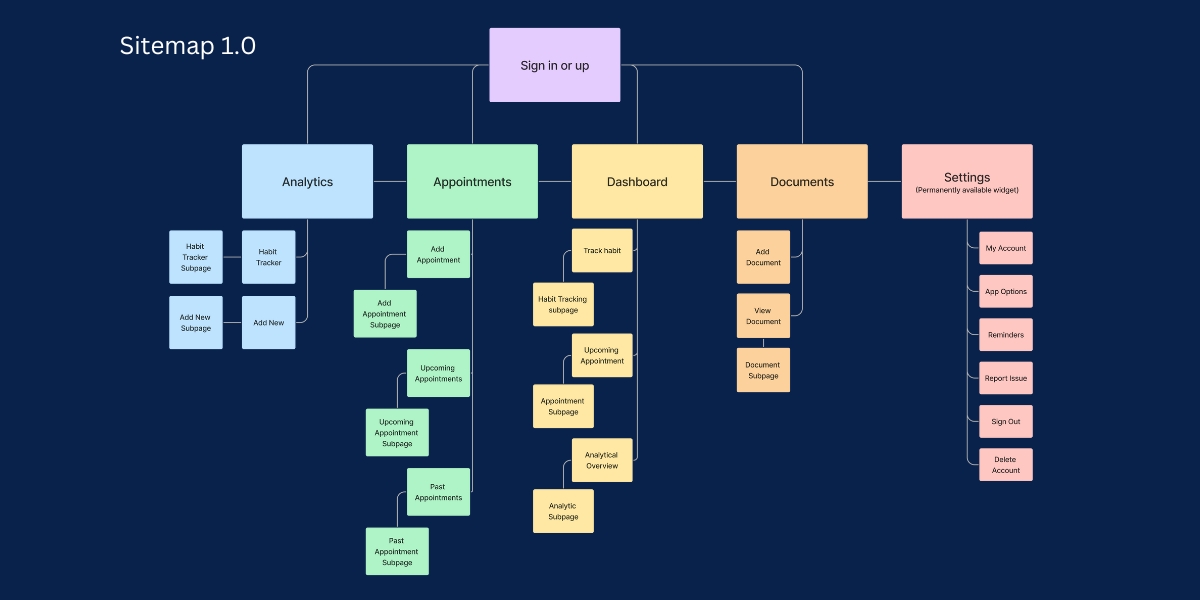 Sitemap 1.0
Sign in or up
Analytics
Appointments
Dashboard
Documents
Settings
(Permanently available widget)
Habit
Tracker
Subpage
Habit
Tracker
Add New
Subpage
Add New
Add
Appointment
Add
Appointment
Subpage
Upcoming
Appointments
Upcoming
Appointment
Subpage
Past
Appointments
Past
Appointment
Subpage
Track habit
Habit Tracking
subpage
Upcoming
Appointment
Appointment
Subpage
Analytical
Overview
Analytic
Subpage
Add
Document
View
Document
Document
Subpage
My Account
App Options
Reminders
Report Issue
Sign Out
Delete
Account